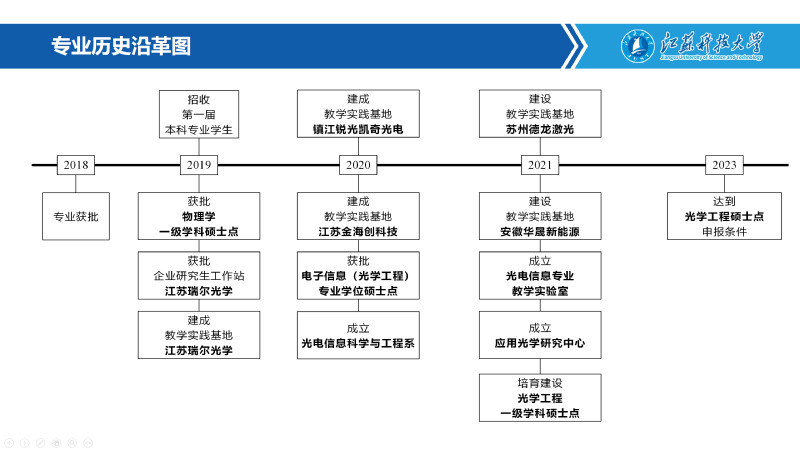 专业历史沿革图
江苏科技大学
Jiangsu University of Science and Technology
招收
第一届
本科专业学生
建成
教学实践基地
镇江锐光凯奇光电
建设
教学实践基地
苏州德龙激光
2018
2019
2020
2021
2023
专业获批
获批
物理学
一级学科硕士点
企业研究生工作站
江苏瑞尔光学
建成
教学实践基地
江苏瑞尔光学
建成
教学实践基地
江苏金海创科技
获批
电子信息（光学工程）
专业学位硕士点
成立
光电信息科学与工程系
建设
教学实践基地
安徽华晟新能源
成立
光电信息专业
教学实验室
成立
应用光学研究中心
培育建设
光学工程
一级学科硕士点
达到
光学工程硕士点
申报条件